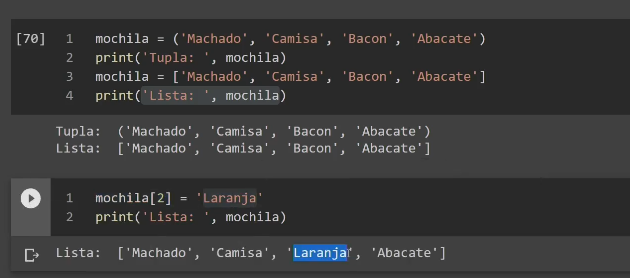 [70] 1 mochila = ('Machado', 'Camisa', 'Bacon', 'Abacate')
2 print('Tupla: ', mochila)
3 mochila = ['Machado', 'Camisa', 'Bacon', 'Abacate']
4 print('Lista: ', mochila)
Tupla:  ('Machado', 'Camisa', 'Bacon', 'Abacate')
Lista:  ['Machado', 'Camisa', 'Bacon', 'Abacate']
1 mochila[2] = 'Laranja'
2 print('Lista: ', mochila)
Lista:  ['Machado', 'Camisa', 'Laranja', 'Abacate']